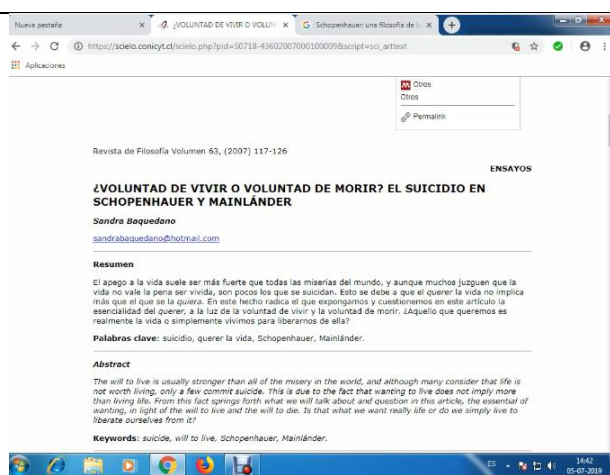 Nueva pestaña
¿VOLUNTAD DE VIVIR O VOLUN
Schopenhauer: una filosofía de
https://scielo.conicyt.cl/scielo.php?pid=S0718-43602007000100009&script=sci_arttext
Aplicaciones
Otros
Otros
Permalink
Revista de Filosofía Volumen 63, (2007) 117-126
ENSAYOS
¿VOLUNTAD DE VIVIR O VOLUNTAD DE MORIR? EL SUICIDIO EN
SCHOPENHAUER Y MAINLÁNDER
Sandra Baquedano
sandrabaquedano@hotmail.com
Resumen
El apego a la vida suele ser más fuerte que todas las miserias del mundo, y aunque muchos juzguen que la
vida no vale la pena ser vivida, son pocos los que se suicidan. Esto se debe a que el querer la vida no implica
más que el que se la quiera. En este hecho radica el que expongamos y cuestionemos en este artículo la
esencialidad del querer, a la luz de la voluntad de vivir y la voluntad de morir. ¿Aquello que queremos es
realmente la vida o simplemente vivimos para liberarnos de ella?
Palabras clave: suicidio, querer la vida, Schopenhauer, Mainlánder.
Abstract
The will to live is usually stronger than all of the misery in the world, and although many consider that life is
not worth living, only a few commit suicide. This is due to the fact that wanting to live does not imply more
than living life. From this fact springs forth what we will talk about and question in this article, the essential of
wanting, in light of the will to live and the will to die. Is that what we want really life or do we simply live to
liberate ourselves from it?
Keywords: suicide, will to live, Schopenhauer, Mainlánder.
ES
14:42
05-07-2019